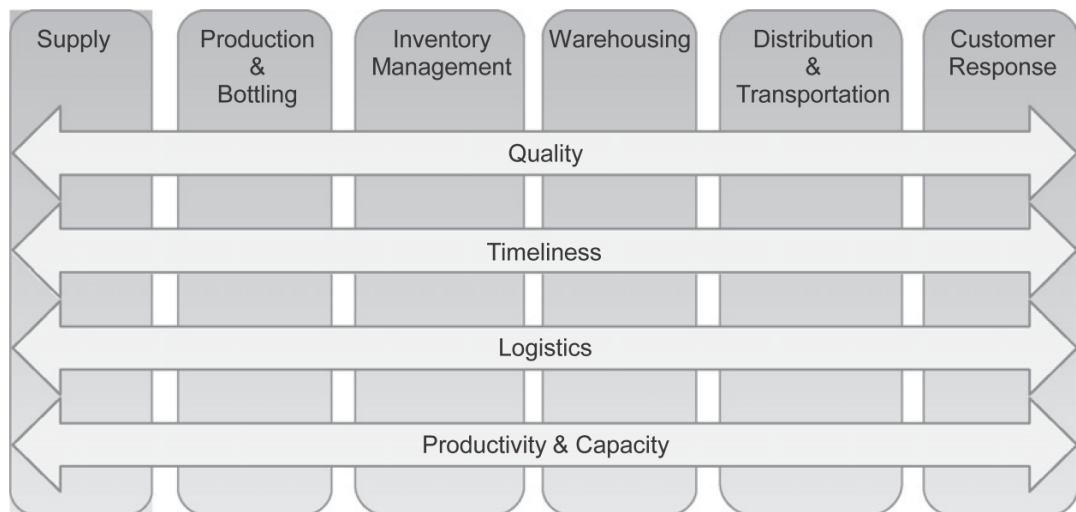 Supply
Production
&
Bottling
Inventory
Management
Warehousing
Distribution
&
Transportation
Customer
Response
Quality
Timeliness
Logistics
Productivity & Capacity